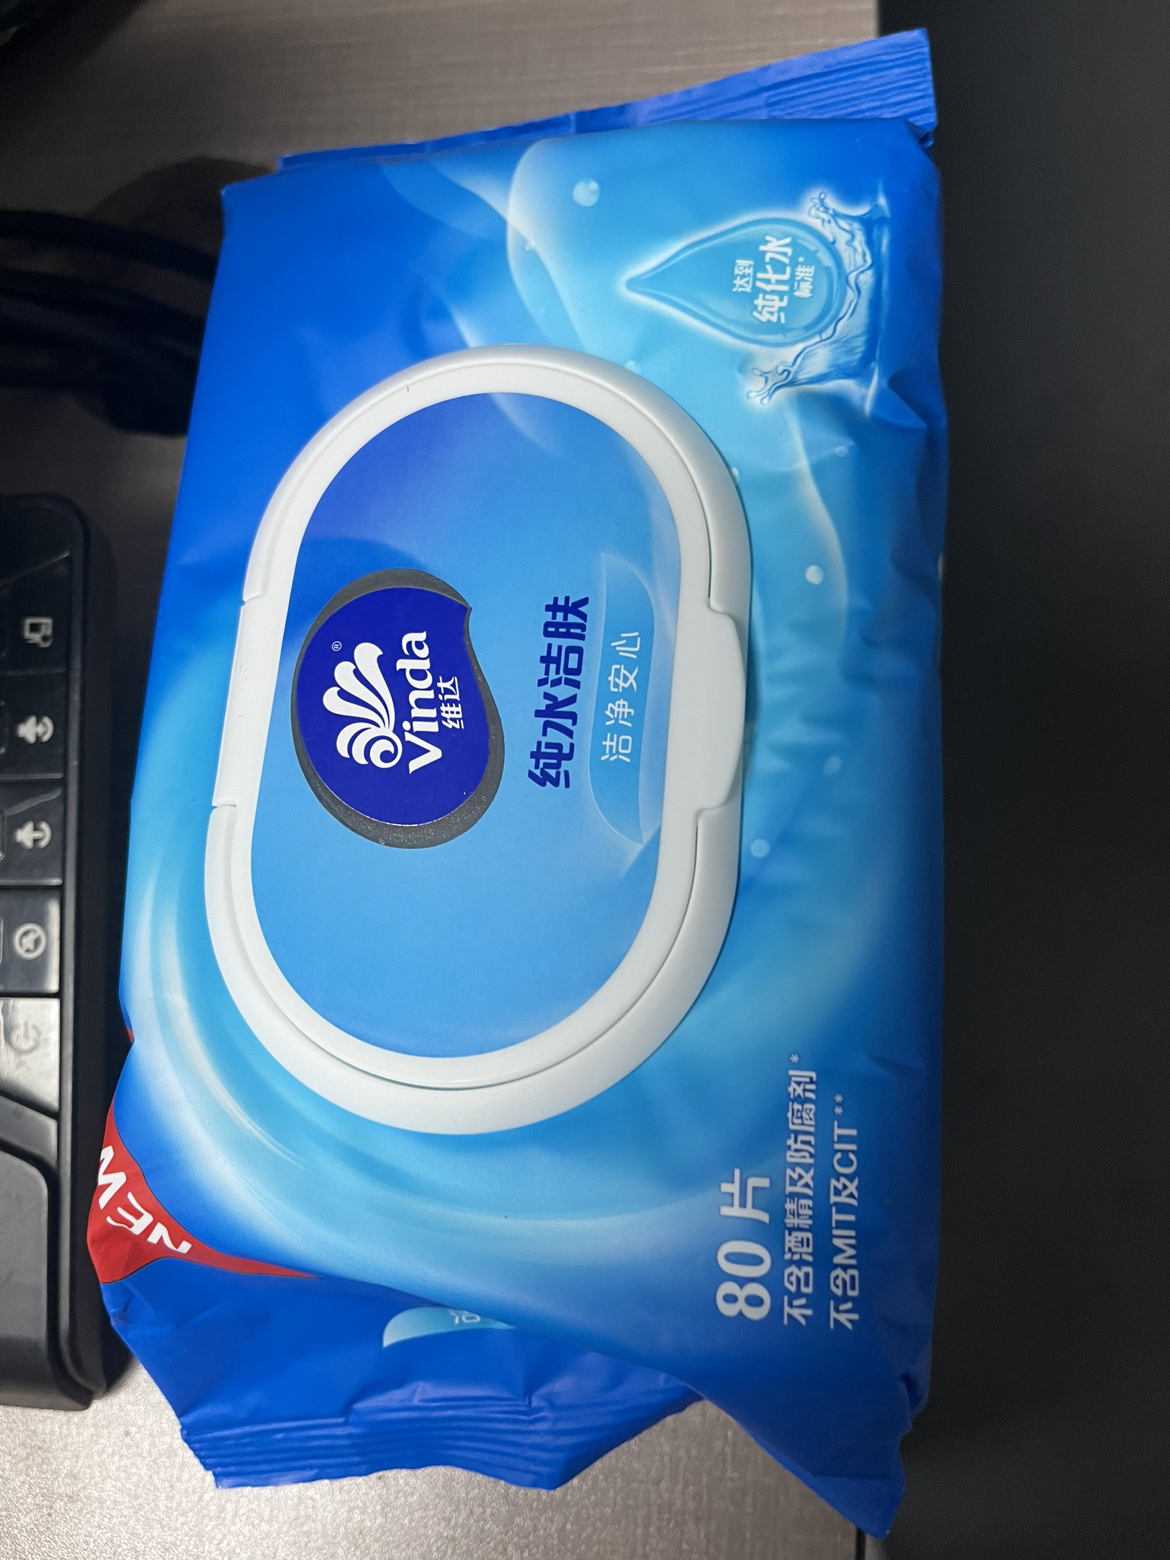 达到
纯化水
标准*
®
Vinda
维达
纯水洁肤
洁净安心
NEW
80片
不含酒精及防腐剂*
不含MIT及CIT**